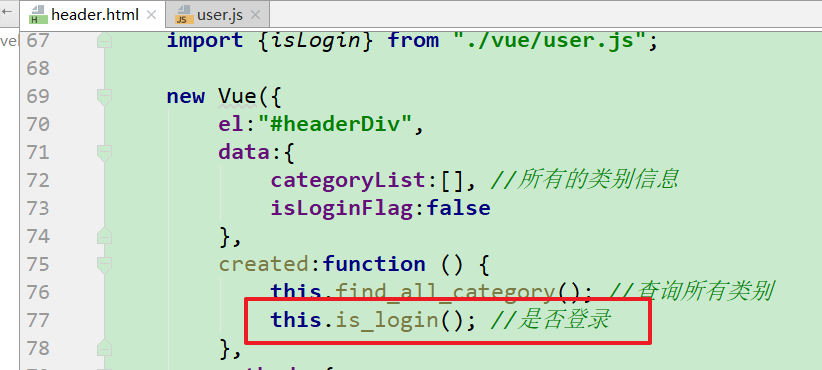 header.html user.js
67 import {isLogin} from "./vue/user.js";
68
69 new Vue({
70 el:"#headerDiv",
71 data:{
72 categoryList:[], //所有的类别信息
73 isLoginFlag:false
74 },
75 created:function () {
76 this.find_all_category(); //查询所有类别
77 this.is_login(); //是否登录
78 },